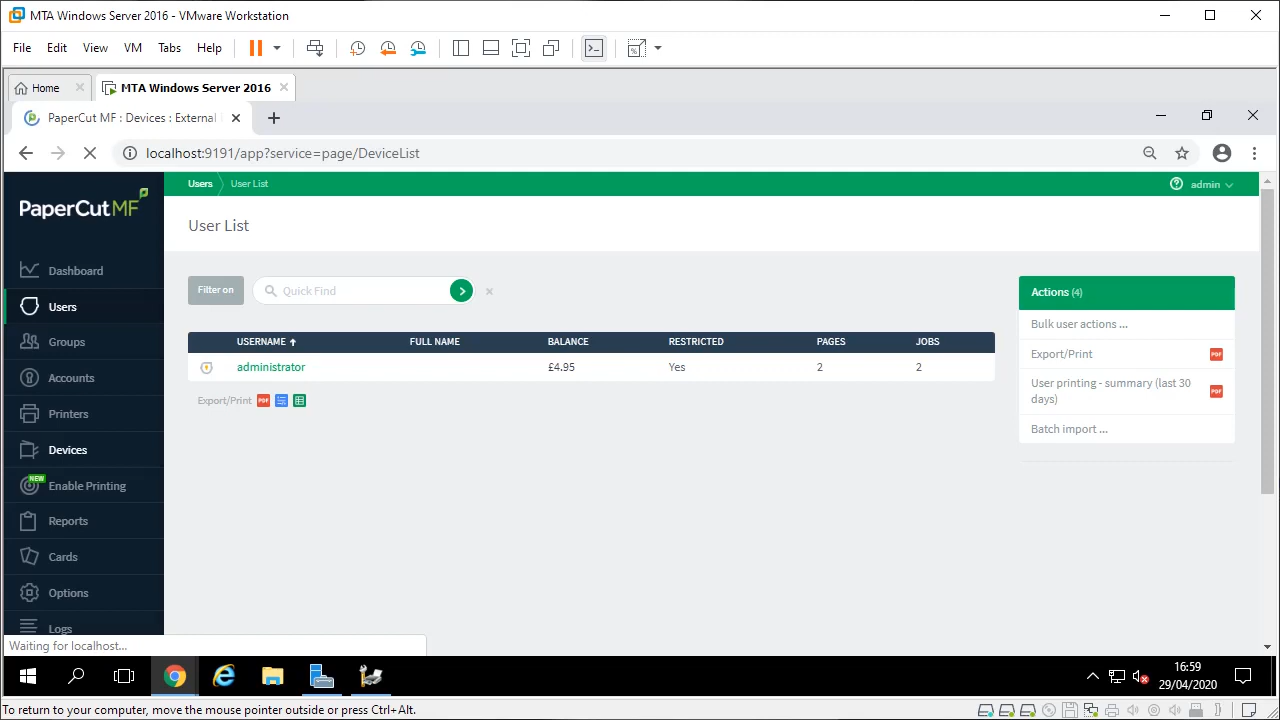 MTA Windows Server 2016 - VMware Workstation
File Edit View VM Tabs Help
Home MTA Windows Server 2016
PaperCut MF : Devices : External
localhost:9191/app?service=page/DeviceList
PaperCut MF
Users User List
admin
User List
Dashboard
Users
Groups
Accounts
Printers
Devices
NEW
Enable Printing
Reports
Cards
Options
Logs
Filter on
Quick Find
USERNAME FULL NAME BALANCE RESTRICTED PAGES JOBS
administrator £4.95 Yes 2 2
Export/Print PDF
Actions (4)
Bulk user actions ...
Export/Print PDF
User printing - summary (last 30
days) PDF
Batch import ...
Waiting for localhost...
16:59
29/04/2020
To return to your computer, move the mouse pointer outside or press Ctrl+Alt.